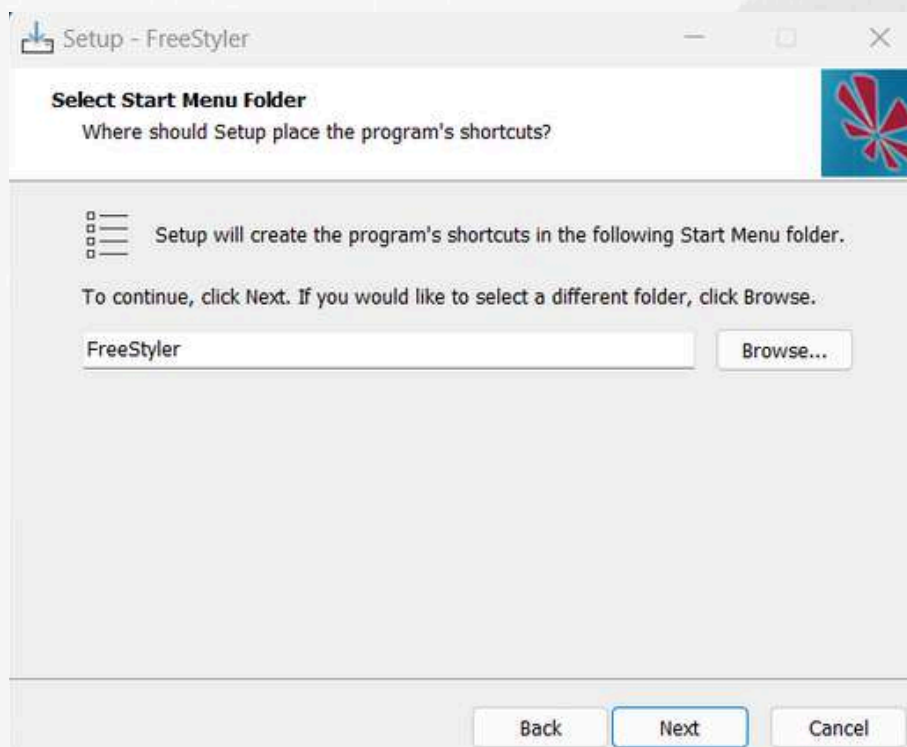 Setup - FreeStyler
Select Start Menu Folder
Where should Setup place the program's shortcuts?
Setup will create the program's shortcuts in the following Start Menu folder.
To continue, click Next. If you would like to select a different folder, click Browse.
FreeStyler
Browse...
Back
Next
Cancel